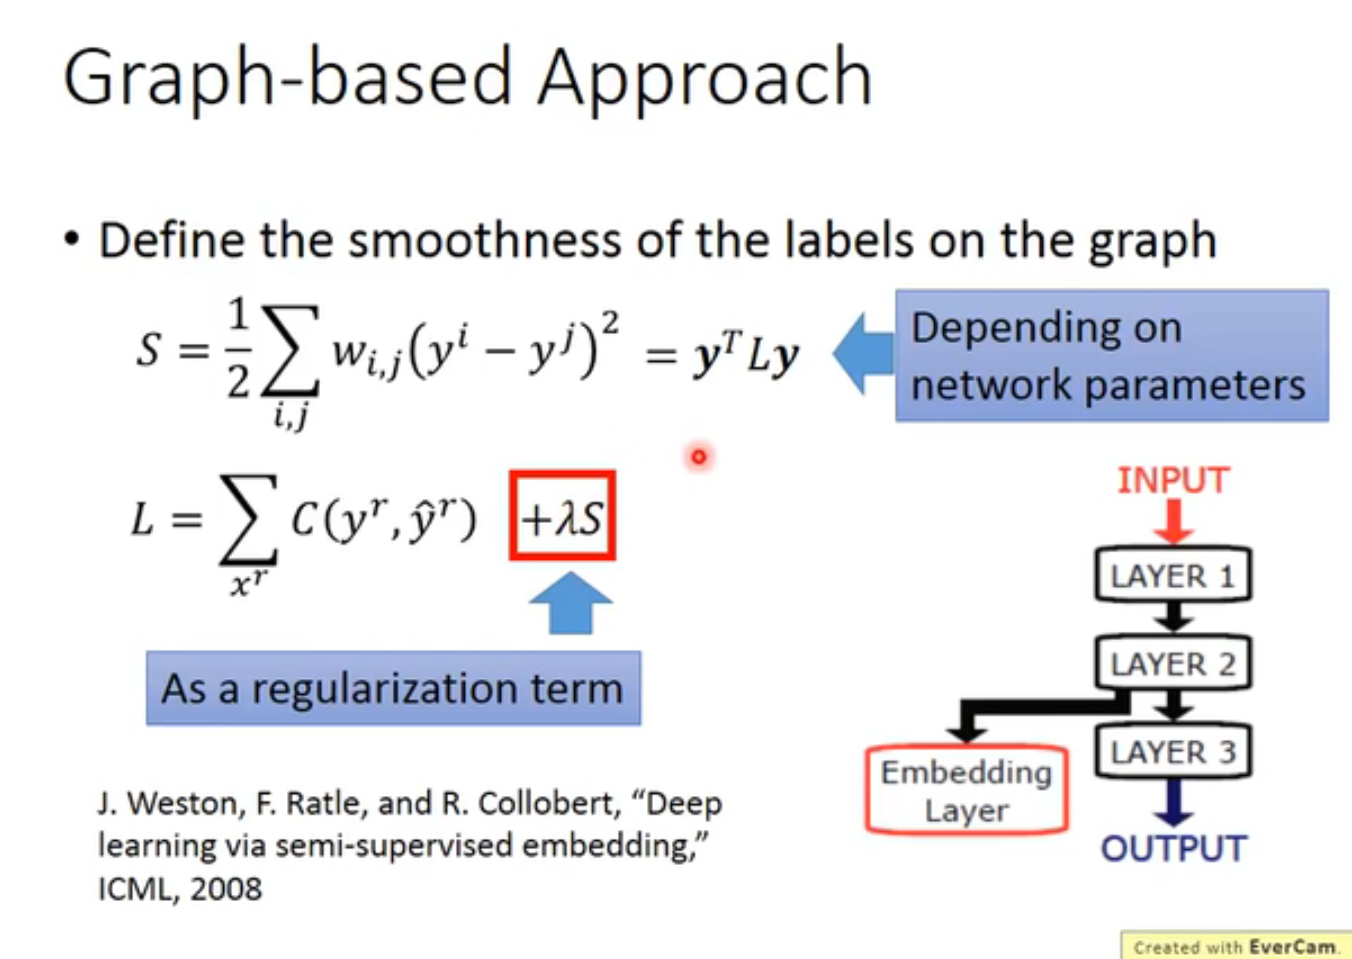 Graph-based Approach
• Define the smoothness of the labels on the graph
S = \frac{1}{2} \sum_{i,j} w_{i,j}(y^i − y^j)^2 = \boldsymbol{y}^T L \boldsymbol{y}
Depending on
network parameters
L = \sum_{x^r} C(y^r, \hat{y}^r) +λS
As a regularization term
INPUT
LAYER 1
LAYER 2
LAYER 3
Embedding
Layer
OUTPUT
J. Weston, F. Ratle, and R. Collobert, “Deep
learning via semi-supervised embedding,”
ICML, 2008
Created with EverCam.